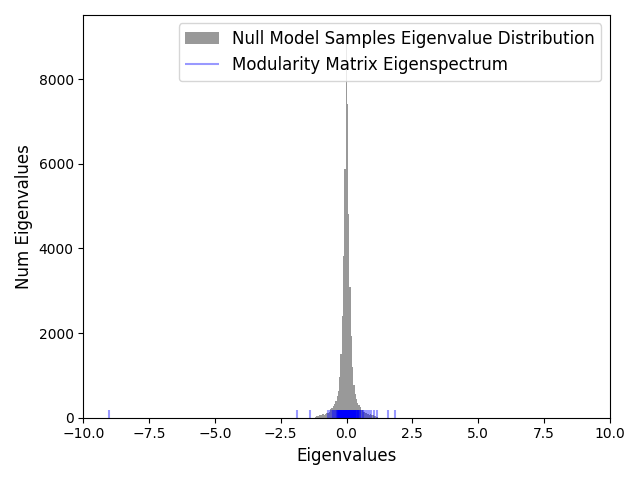 Null Model Samples Eigenvalue Distribution
Modularity Matrix Eigenspectrum
Num Eigenvalues
8000
6000
4000
2000
0
−10.0 −7.5 −5.0 −2.5 0.0 2.5 5.0 7.5 10.0
Eigenvalues